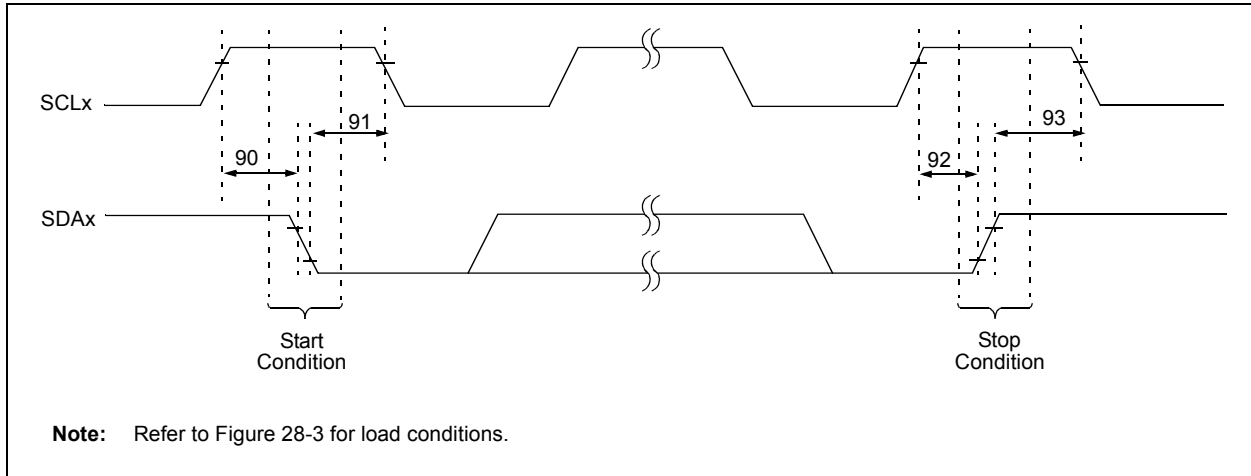 SCLx
91
93
90
92
SDAx
Start
Condition
Stop
Condition
Note: Refer to Figure 28-3 for load conditions.